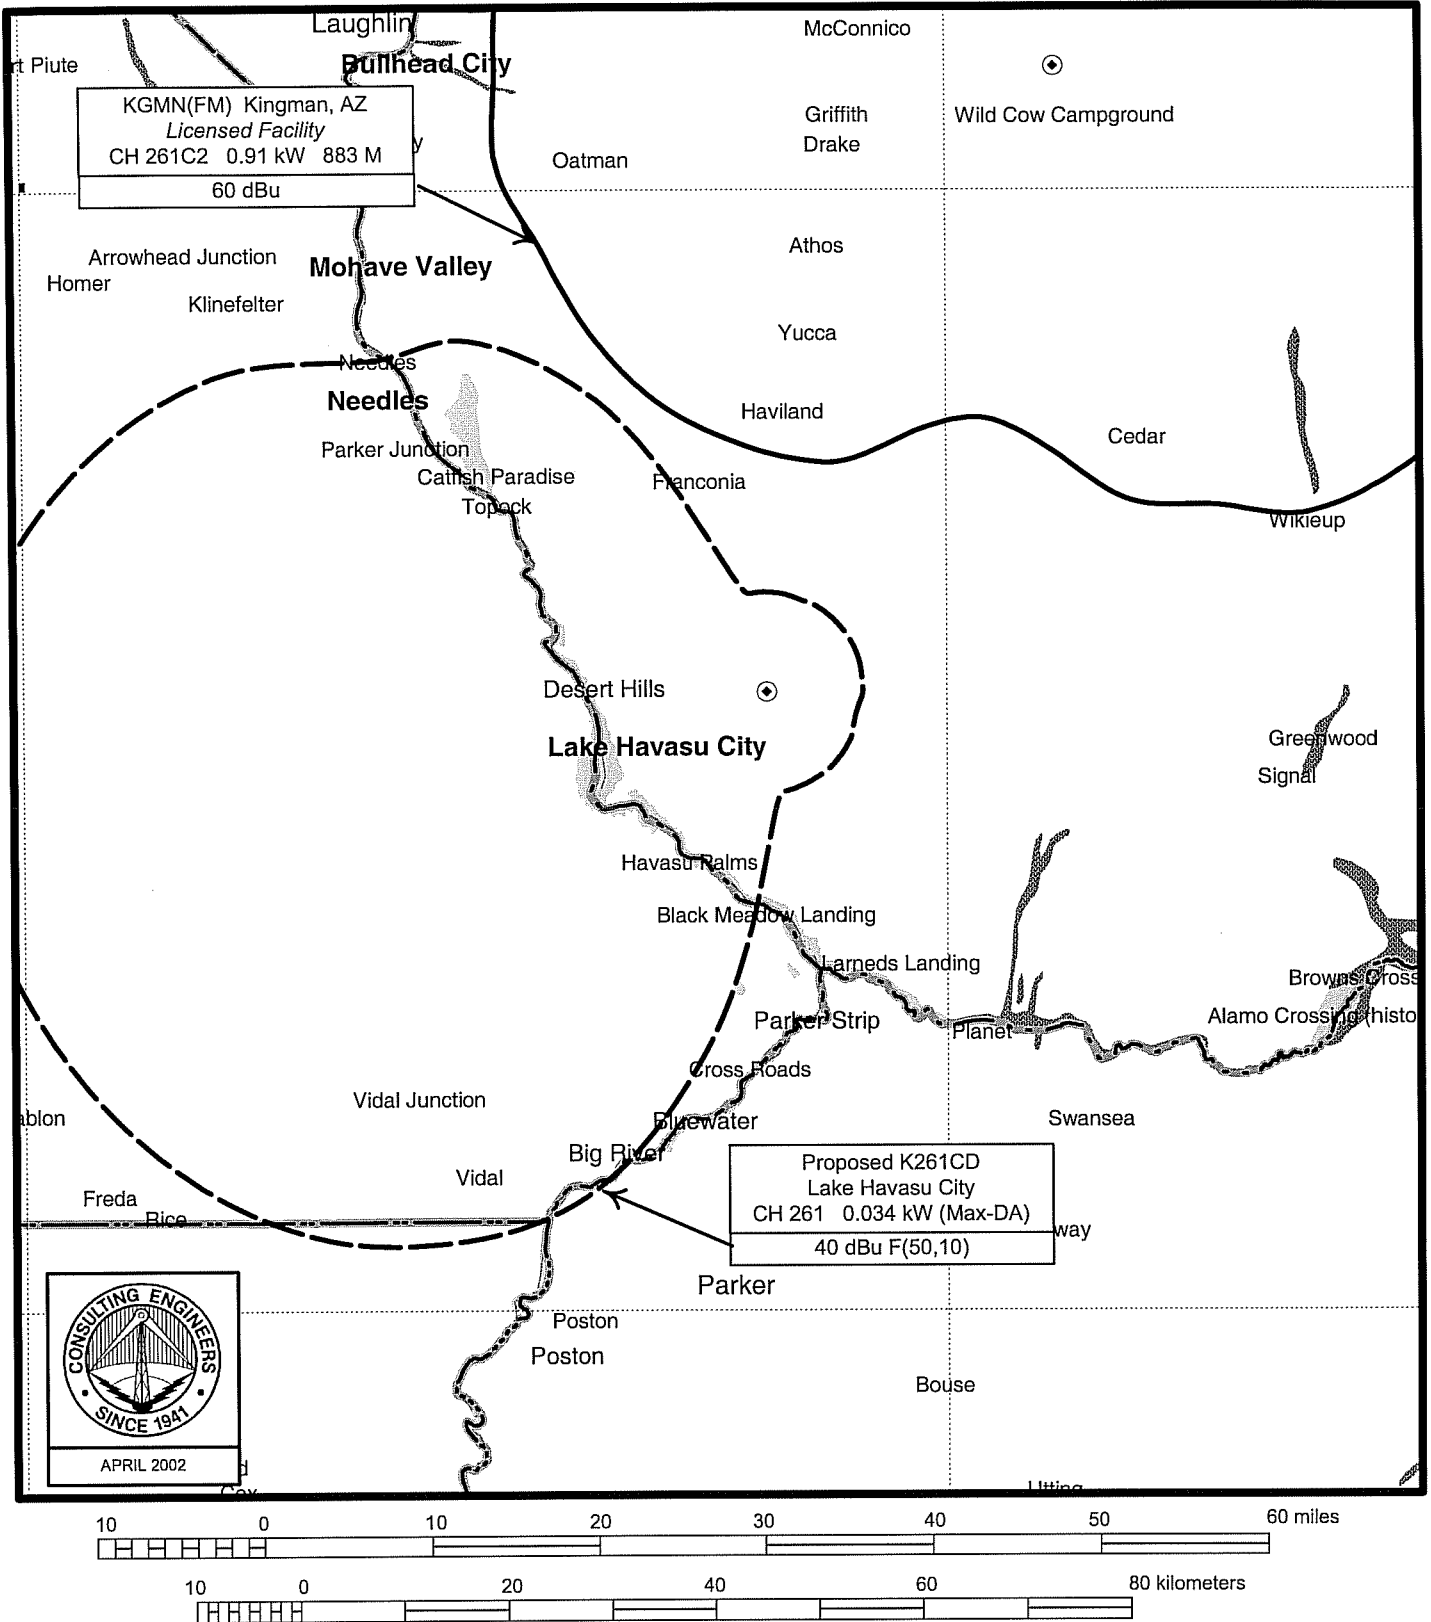 Laughlin
McConnico
rt Piute
Bullhead City
KGMN(FM) Kingman, AZ
Licensed Facility
CH 261C2 0.91 kW 883 M
60 dBu
y
Griffith
Wild Cow Campground
Drake
Oatman
Athos
Arrowhead Junction
Mohave Valley
Homer
Klinefelter
Yucca
Needles
Needles
Haviland
Cedar
Parker Junction
Catfish Paradise
Franconia
Topock
Wikieup
Desert Hills
Lake Havasu City
Greenwood
Signal
Havasu Palms
Black Meadow Landing
Larneds Landing
Browns Cross
Alamo Crossing (histo
Parker Strip
Planet
Cross Roads
Vidal Junction
ablon
Bluewater
Swansea
Big River
Vidal
Proposed K261CD
Lake Havasu City
CH 261 0.034 kW (Max-DA)
40 dBu F(50,10)
way
Freda
Rice
Parker
Poston
Poston
Bouse
CONSULTING ENGINEERS
SINCE 1941
APRIL 2002
d
Cox
Utting
10 0 10 20 30 40 50 60 miles
10 0 20 40 60 80 kilometers